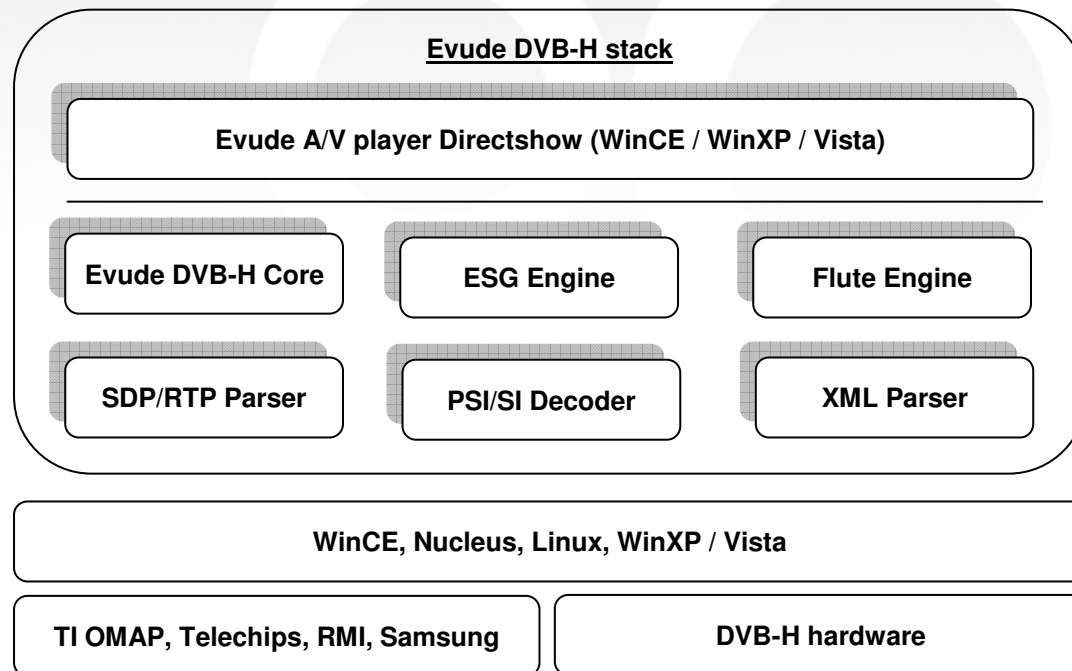 Evude DVB-H stack
Evude A/V player Directshow (WinCE / WinXP / Vista)
Evude DVB-H Core
ESG Engine
Flute Engine
SDP/RTP Parser
PSI/SI Decoder
XML Parser
WinCE, Nucleus, Linux, WinXP / Vista
TI OMAP, Telechips, RMI, Samsung
DVB-H hardware